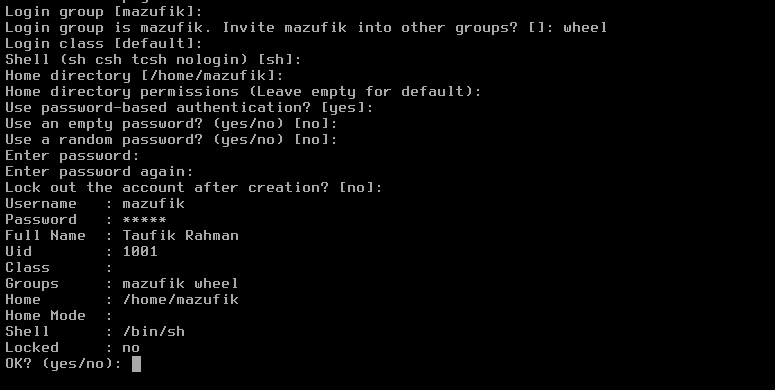 Login group [mazufik]:
Login group is mazufik. Invite mazufik into other groups? []: wheel
Login class [default]:
Shell (sh csh tcsh nologin) [sh]:
Home directory [/home/mazufik]:
Home directory permissions (Leave empty for default):
Use password-based authentication? [yes]:
Use an empty password? (yes/no) [no]:
Use a random password? (yes/no) [no]:
Enter password:
Enter password again:
Lock out the account after creation? [no]:
Username   : mazufik
Password   : *****
Full Name  : Taufik Rahman
Uid        : 1001
Class      :
Groups     : mazufik wheel
Home       : /home/mazufik
Home Mode  :
Shell      : /bin/sh
Locked     : no
OK? (yes/no):